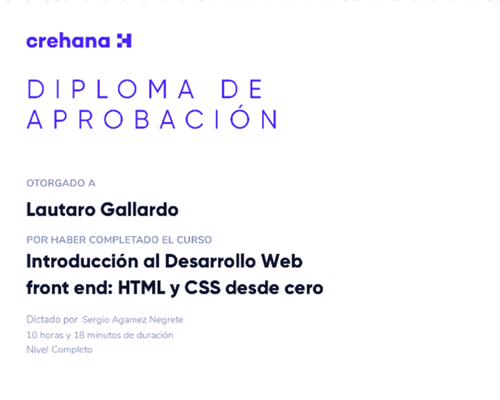 crehana
DIPLOMA DE
APROBACIÓN
OTORGADO A
Lautaro Gallardo
POR HABER COMPLETADO EL CURSO
Introducción al Desarrollo Web
front end: HTML y CSS desde cero
Dictado por Sergio Agamez Negrete
10 horas y 18 minutos de duración
Nivel Completo